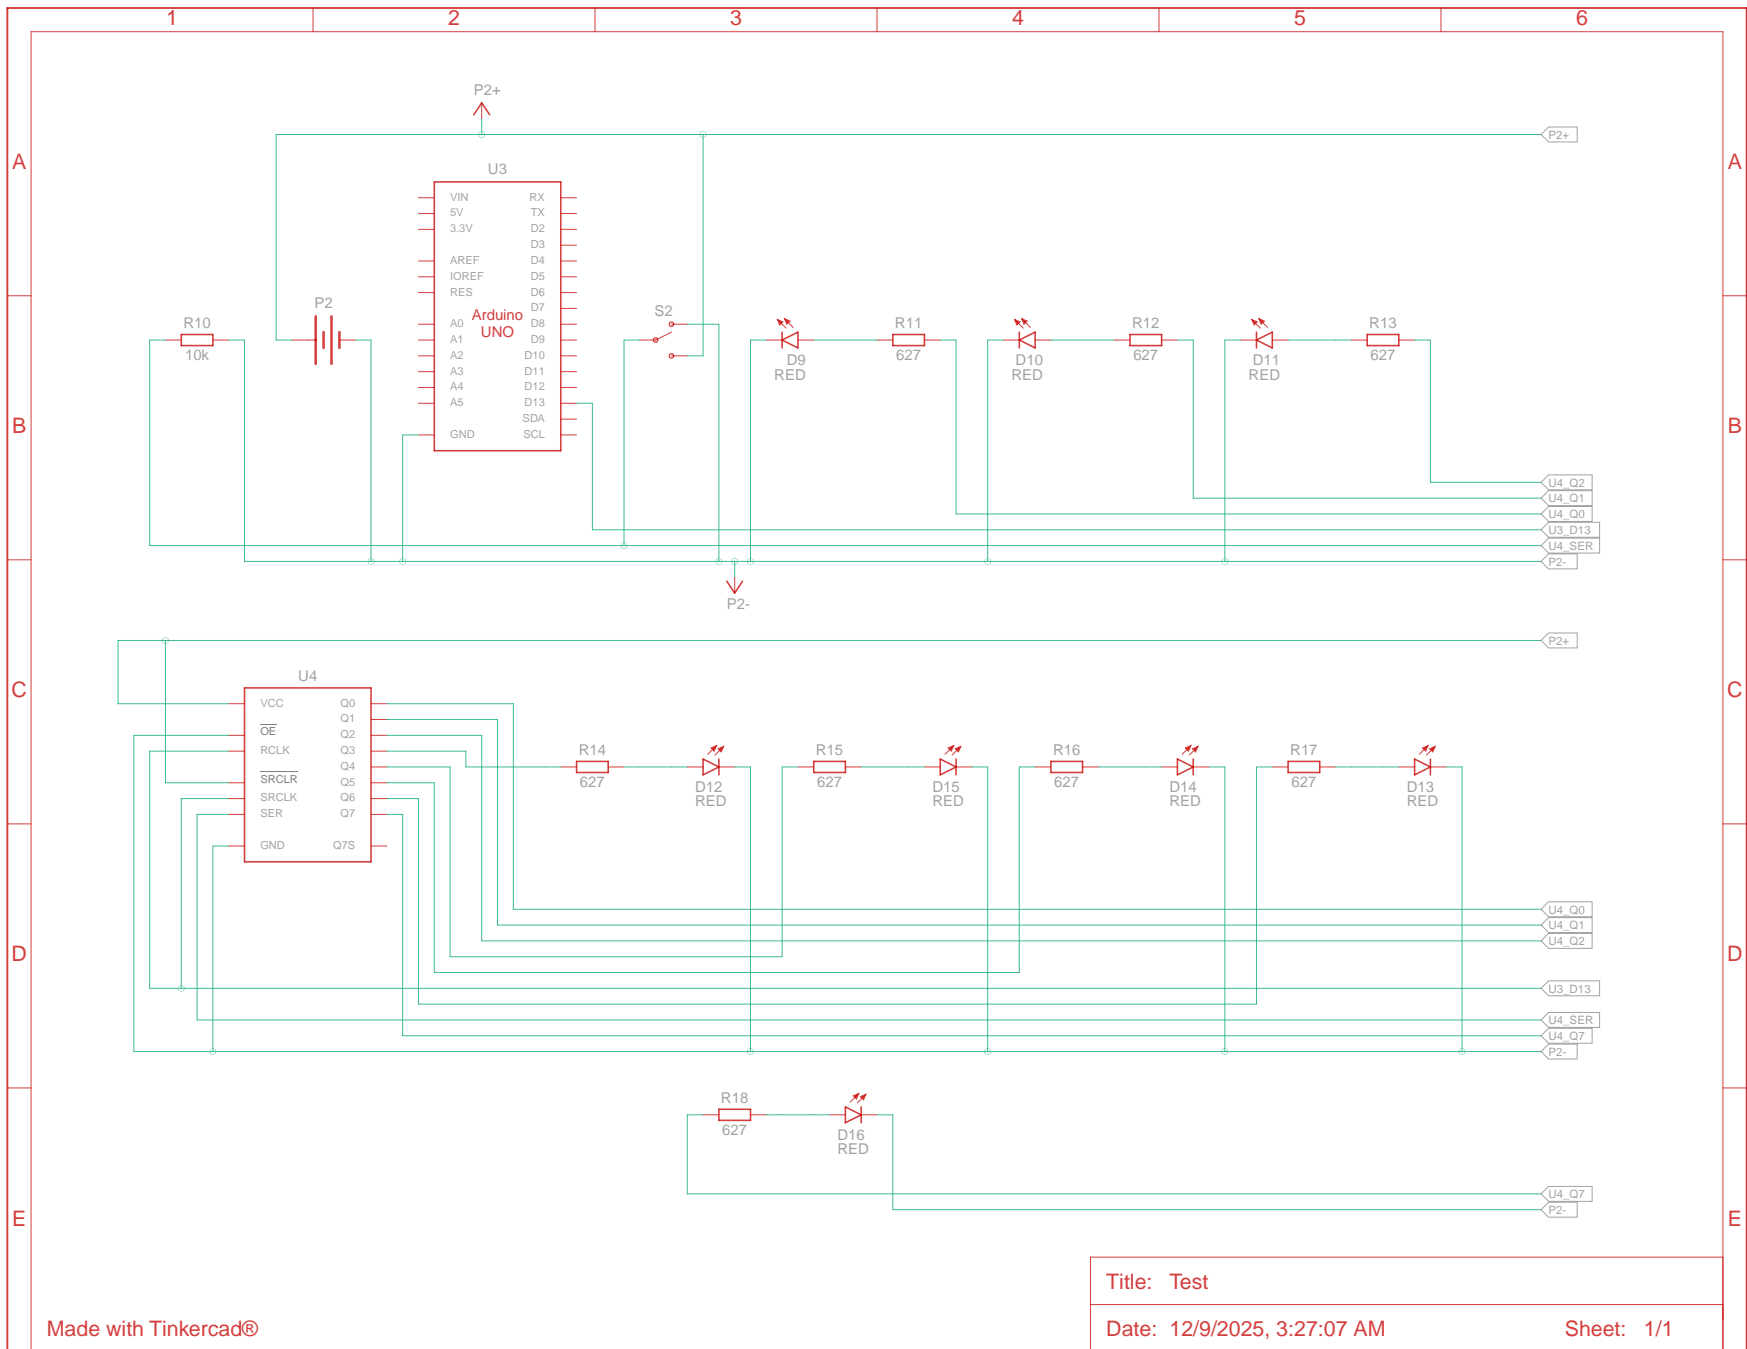 1 2 3 4 5 6
A A
P2+
P2+
U3
VIN RX
5V TX
3.3V D2
D3
AREF D4
IOREF D5
RES D6
D7
A0 D8
A1 D9
A2 D10
A3 D11
A4 D12
A5 D13
SDA
GND SCL
Arduino
UNO
B B
R10
10k
P2
S2
D9
RED
R11
627
D10
RED
R12
627
D11
RED
R13
627
U4_Q2
U4_Q1
U4_Q0
U3_D13
U4_SER
P2-
P2-
C C
P2+
U4
VCC Q0
Q1
OE Q2
RCLK Q3
Q4
SRCLR Q5
SRCLK Q6
SER Q7
GND Q7S
R14
627
D12
RED
R15
627
D15
RED
R16
627
D14
RED
R17
627
D13
RED
D D
U4_Q0
U4_Q1
U4_Q2
U3_D13
U4_SER
U4_Q7
P2-
E E
R18
627
D16
RED
U4_Q7
P2-
Title: Test
Made with Tinkercad®
Date: 12/9/2025, 3:27:07 AM Sheet: 1/1